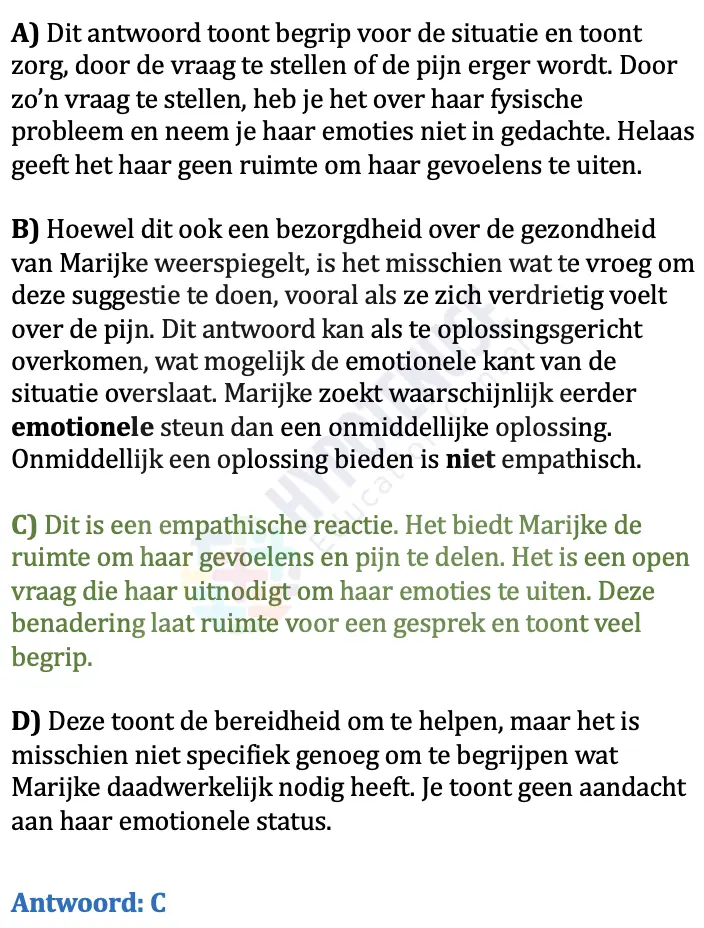 A) Dit antwoord toont begrip voor de situatie en toont
zorg, door de vraag te stellen of de pijn erger wordt. Door
zo’n vraag te stellen, heb je het over haar fysische
probleem en neem je haar emoties niet in gedachte. Helaas
geeft het haar geen ruimte om haar gevoelens te uiten.
B) Hoewel dit ook een bezorgdheid over de gezondheid
van Marijke weerspiegelt, is het misschien wat te vroeg om
deze suggestie te doen, vooral als ze zich verdrietig voelt
over de pijn. Dit antwoord kan als te oplossingsgericht
overkomen, wat mogelijk de emotionele kant van de
situatie overslaat. Marijke zoekt waarschijnlijk eerder
emotionele steun dan een onmiddellijke oplossing.
Onmiddellijk een oplossing bieden is niet empathisch.
C) Dit is een empathische reactie. Het biedt Marijke de
ruimte om haar gevoelens en pijn te delen. Het is een open
vraag die haar uitnodigt om haar emoties te uiten. Deze
benadering laat ruimte voor een gesprek en toont veel
begrip.
D) Deze toont de bereidheid om te helpen, maar het is
misschien niet specifiek genoeg om te begrijpen wat
Marijke daadwerkelijk nodig heeft. Je toont geen aandacht
aan haar emotionele status.
Antwoord: C